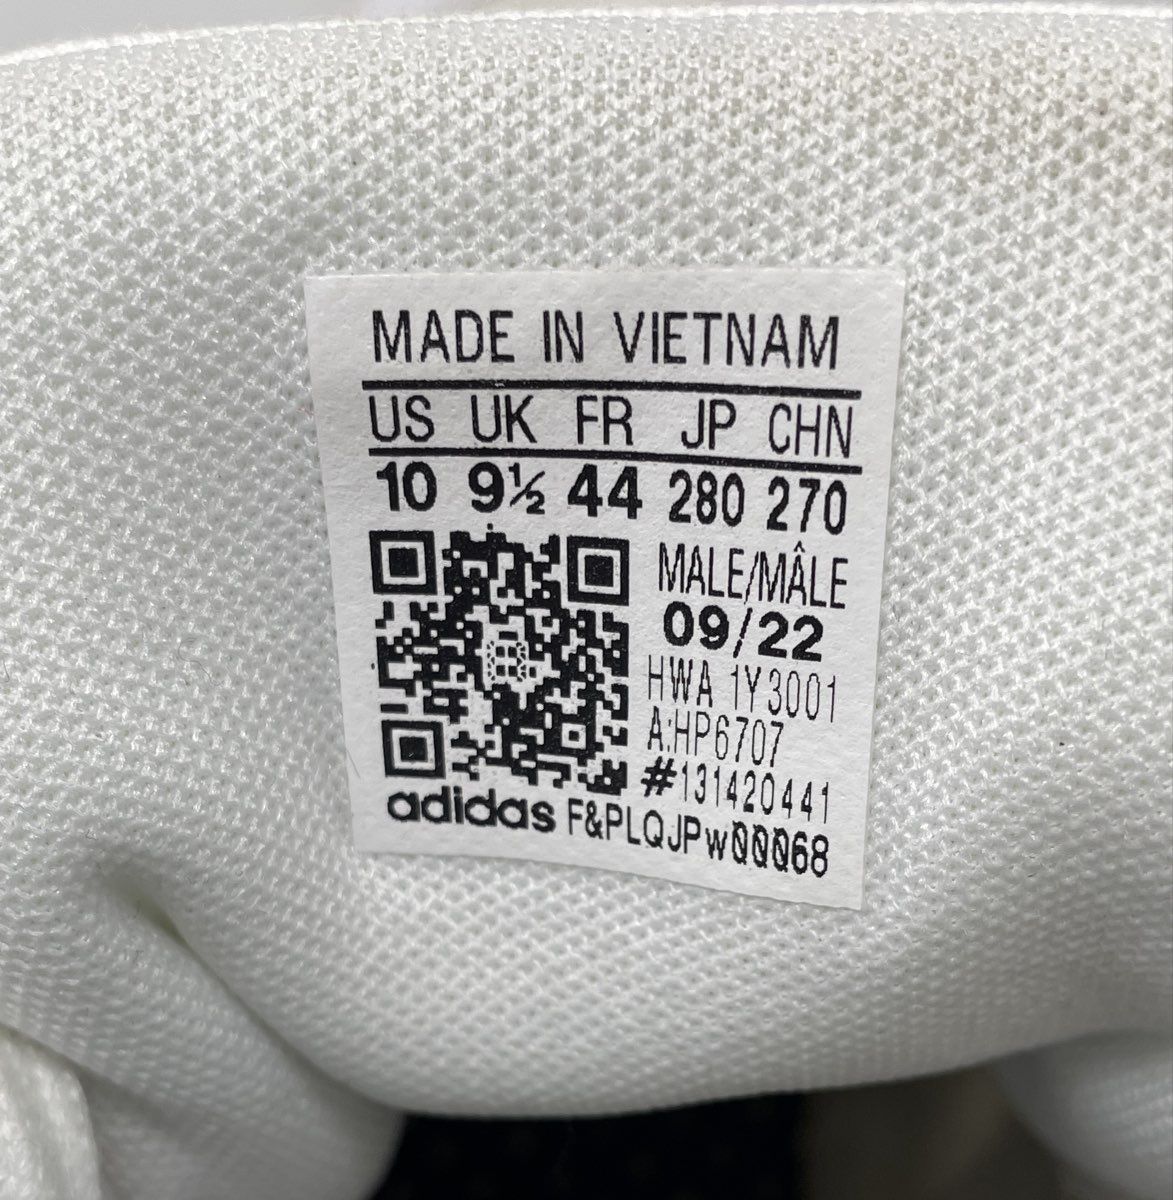 MADE IN VIETNAM
US UK FR JP CHN
10 9½ 44 280 270
MALE/MÂLE
09/22
HWA 1Y3001
A:HP6707
#131420441
adidas F&PLQJPw00068